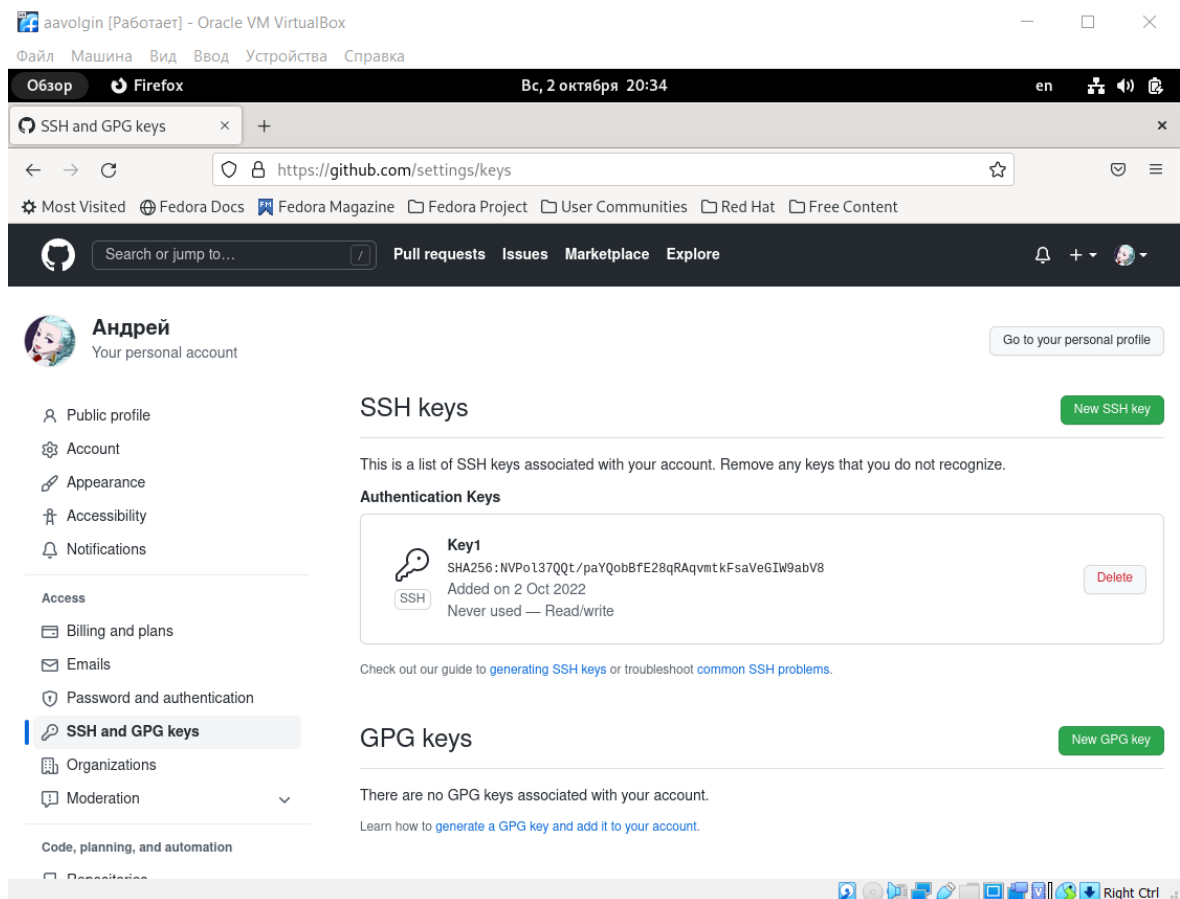 aavolgin [Работает] - Oracle VM VirtualBox
Файл Машина Вид Ввод Устройства Справка
Обзор Firefox Вс, 2 октября 20:34 en
SSH and GPG keys
https://github.com/settings/keys
Most Visited Fedora Docs Fedora Magazine Fedora Project User Communities Red Hat Free Content
Search or jump to… / Pull requests Issues Marketplace Explore
Андрей
Your personal account
Go to your personal profile
Public profile
Account
Appearance
Accessibility
Notifications
Access
Billing and plans
Emails
Password and authentication
SSH and GPG keys
Organizations
Moderation
Code, planning, and automation
Repositories
SSH keys
New SSH key
This is a list of SSH keys associated with your account. Remove any keys that you do not recognize.
Authentication Keys
Key1
SHA256:NVPol37QQt/paYQobBfE28qRAqvmtkFsaVeGIW9abV8
Added on 2 Oct 2022
Never used — Read/write
SSH
Delete
Check out our guide to generating SSH keys or troubleshoot common SSH problems.
GPG keys
New GPG key
There are no GPG keys associated with your account.
Learn how to generate a GPG key and add it to your account.
Right Ctrl